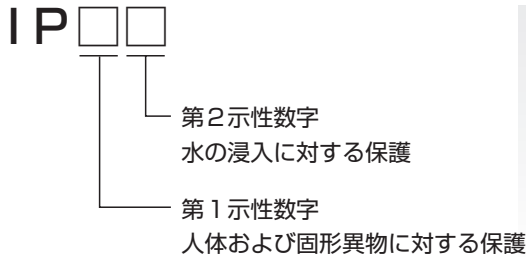 IP□□
第2示性数字
水の浸入に対する保護
第1示性数字
人体および固形異物に対する保護